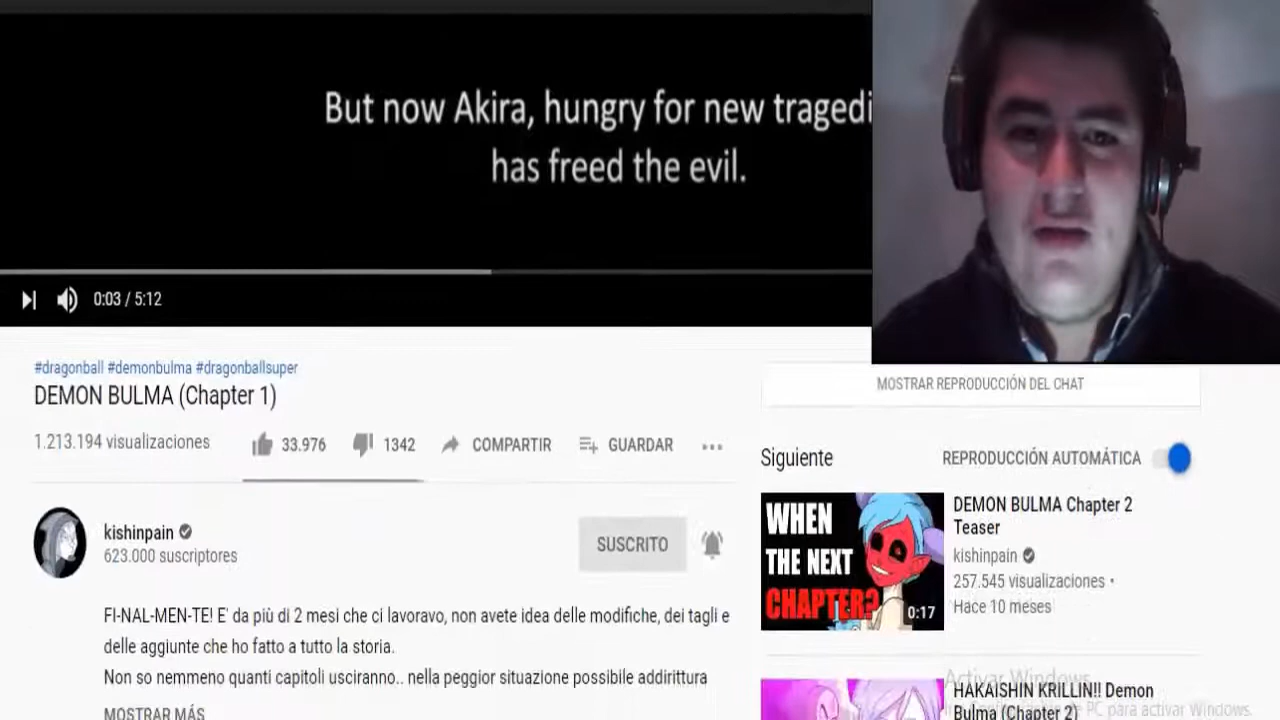 But now Akira, hungry for new tragedi
has freed the evil.
0:03 / 5:12
#dragonball #demonbulma #dragonballsuper
DEMON BULMA (Chapter 1)
1.213.194 visualizaciones
33.976
1342
COMPARTIR
GUARDAR
kishinpain
623.000 suscriptores
SUSCRITO
FI-NAL-MEN-TE! E' da più di 2 mesi che ci lavoravo, non avete idea delle modifiche, dei tagli e
delle aggiunte che ho fatto a tutto la storia.
Non so nemmeno quanti capitoli usciranno.. nella peggior situazione possibile addirittura
MOSTRAR MÁS
MOSTRAR REPRODUCCIÓN DEL CHAT
Siguiente
REPRODUCCIÓN AUTOMÁTICA
WHEN
THE NEXT
CHAPTER?
0:17
DEMON BULMA Chapter 2
Teaser
kishinpain
257.545 visualizaciones •
Hace 10 meses
Activar Windows
HAKAISHIN KRILLIN!! Demon
Bulma (Chapter 2)
de PC para activar Windows.